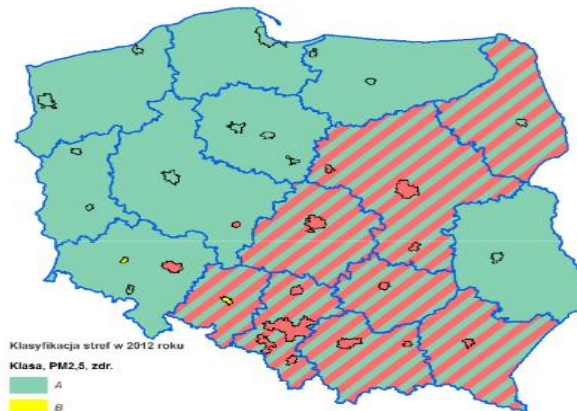 Klasyfikacja stref w 2012 roku
Klasa, PM2,5, zdr.
A
B